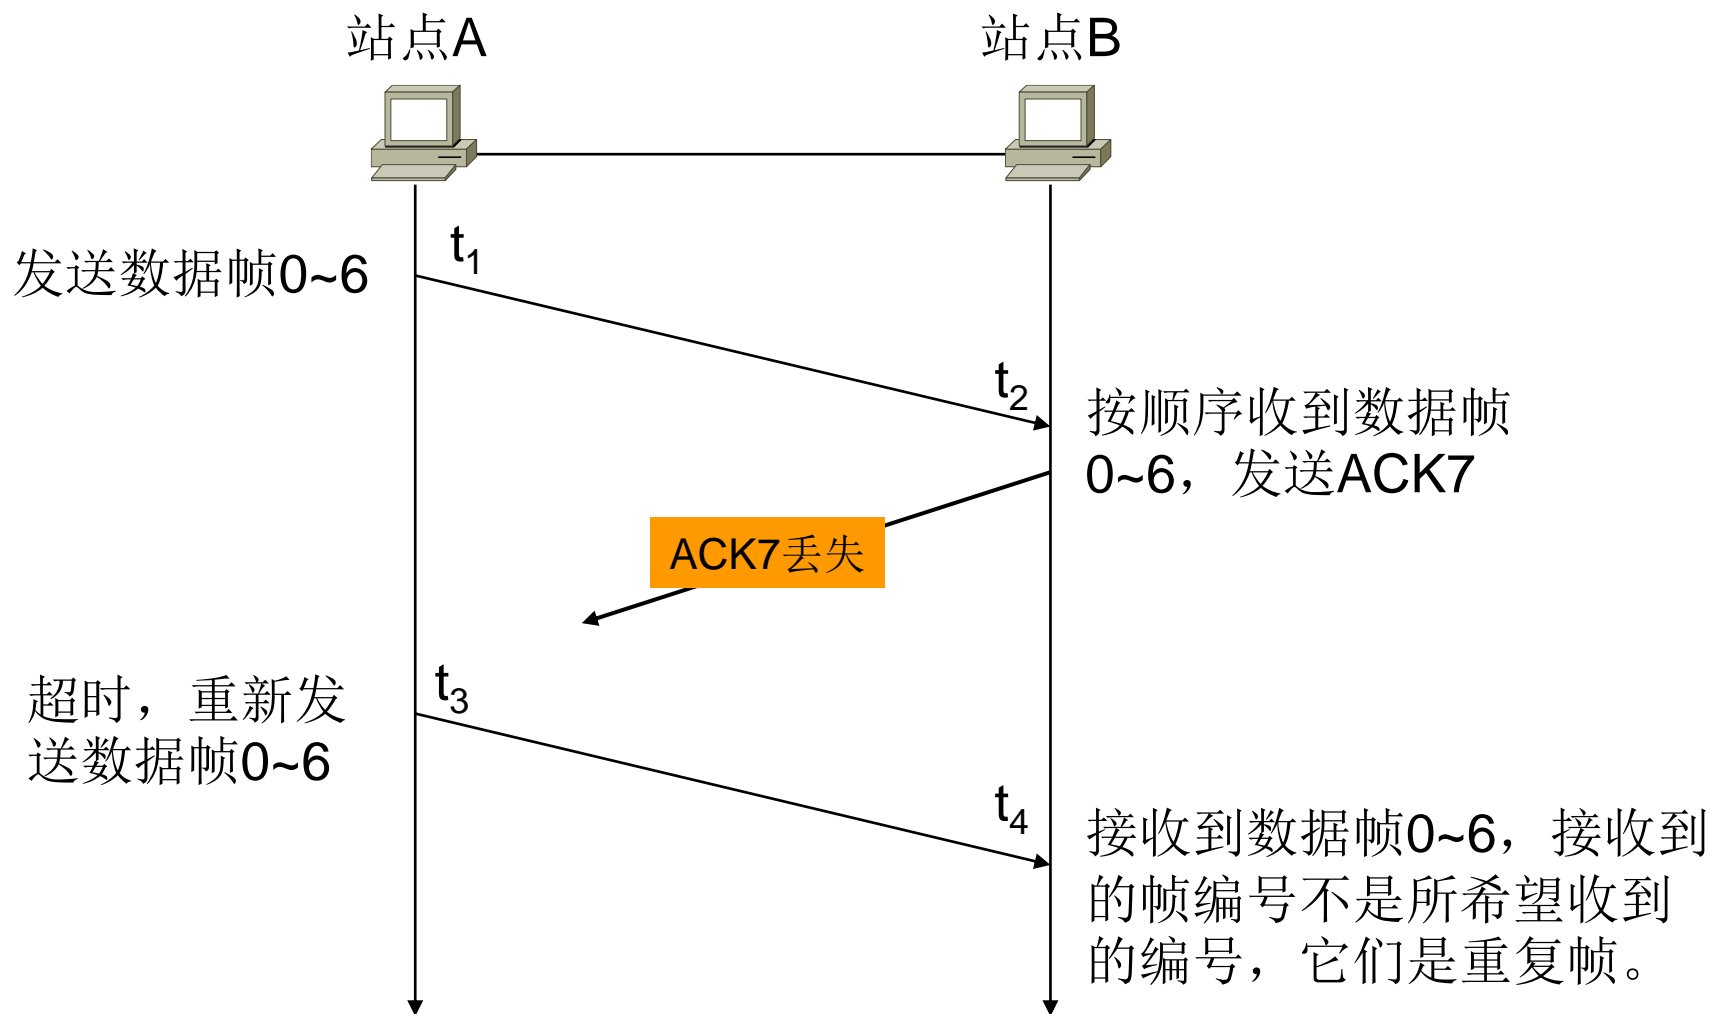 站点A
站点B
t1
发送数据帧0~6
t2
按顺序收到数据帧
0~6，发送ACK7
ACK7丢失
超时，重新发
送数据帧0~6
t3
t4
接收到数据帧0~6，接收到
的帧编号不是所希望收到
的编号，它们是重复帧。